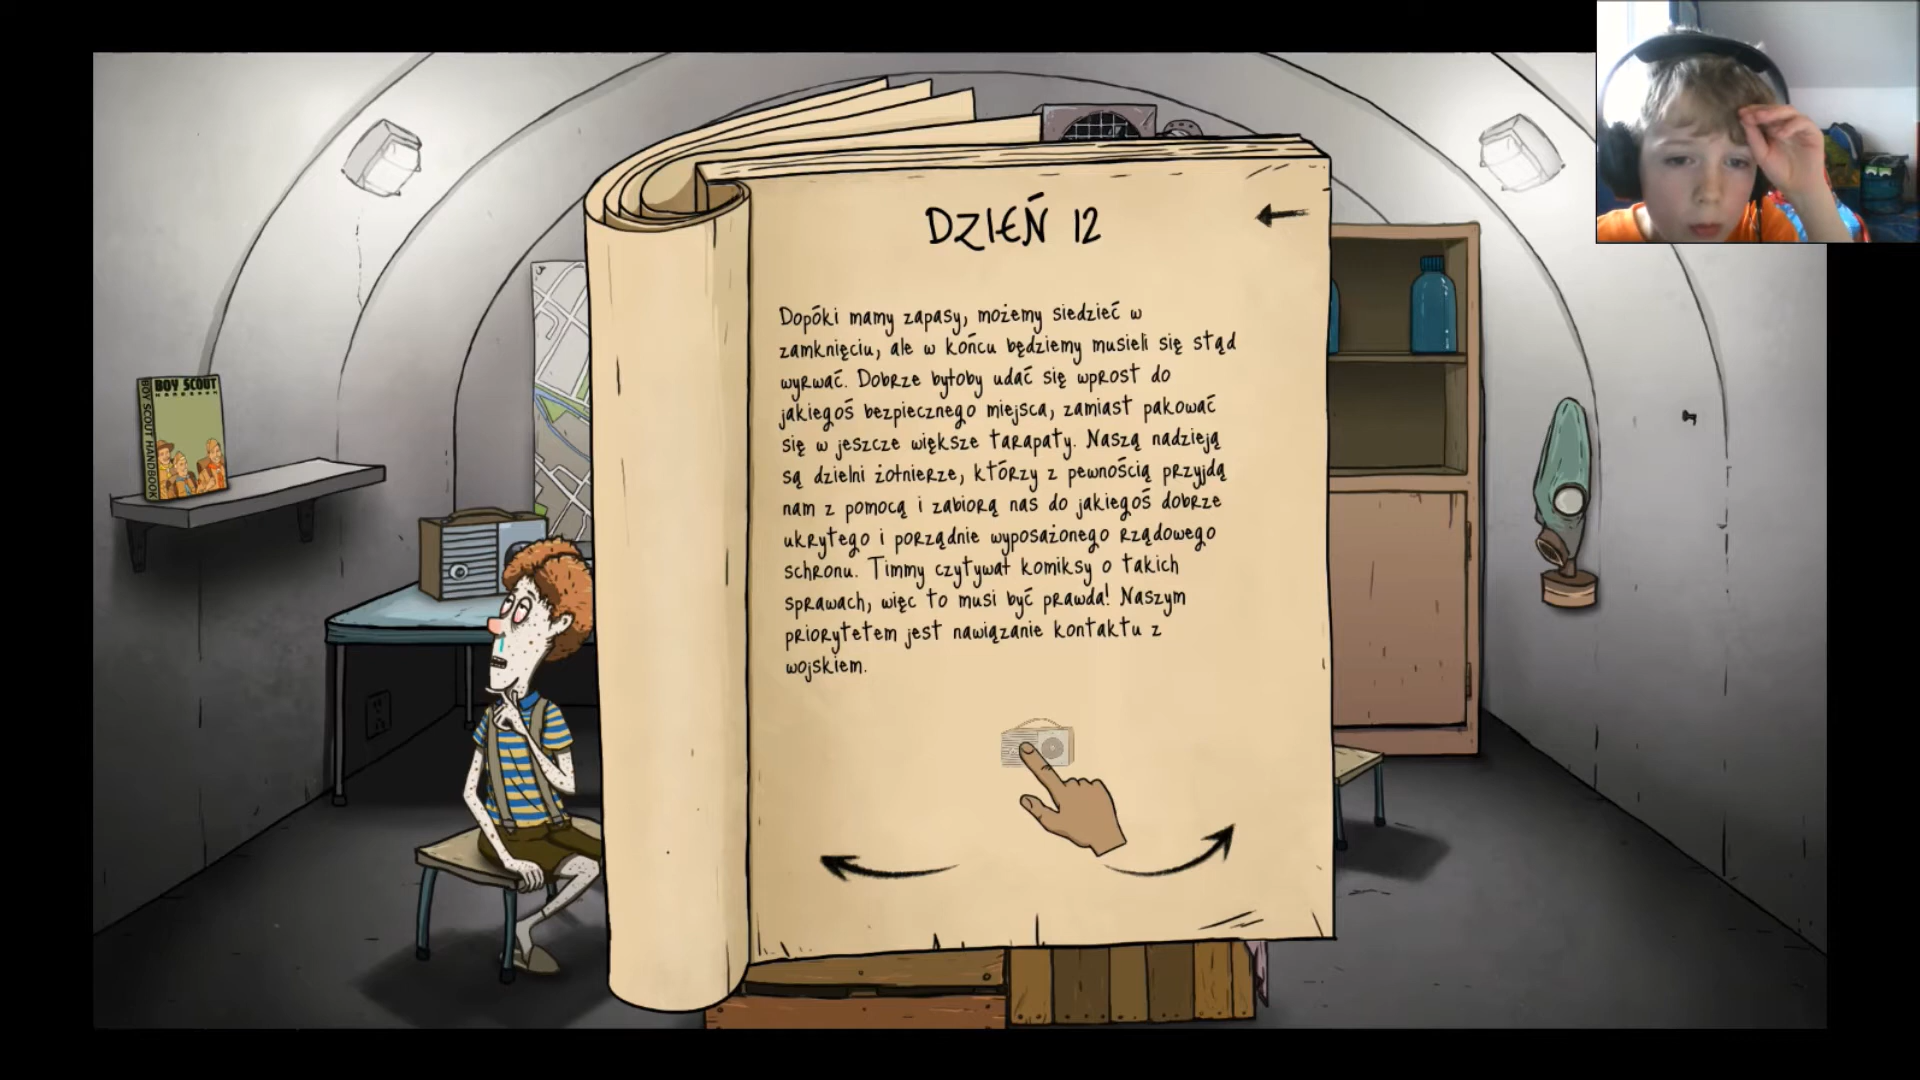 DZIEŃ 12
Dopóki mamy zapasy, możemy siedzieć w
zamknięciu, ale w końcu będziemy musieli się stąd
wyrwać. Dobrze byłoby udać się wprost do
jakiegoś bezpiecznego miejsca, zamiast pakować
się w jeszcze większe tarapaty. Naszą nadzieją
są dzielni żołnierze, którzy z pewnością przyjdą
nam z pomocą i zabiorą nas do jakiegoś dobrze
ukrytego i porządnie wyposażonego rządowego
schronu. Timmy czytywał komiksy o takich
sprawach, więc to musi być prawda! Naszym
priorytetem jest nawiązanie kontaktu z
wojskiem.
BOY SCOUT
HANDBOOK
BOY SCOUT HANDBOOK